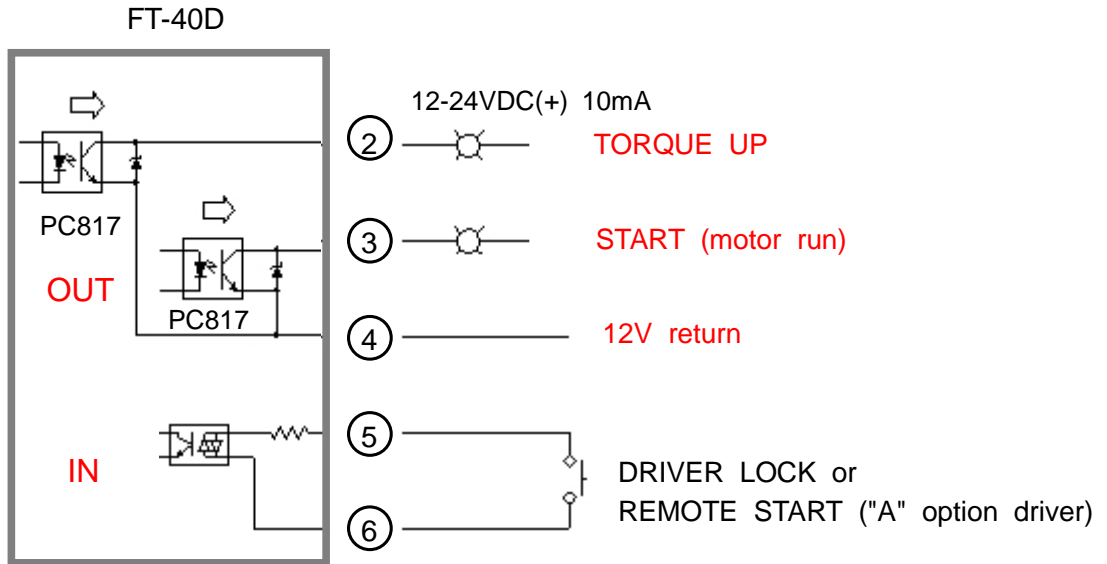 FT-40D
12-24VDC(+) 10mA
2
TORQUE UP
PC817
3
START (motor run)
OUT
PC817
4
12V return
5
IN
DRIVER LOCK or
REMOTE START ("A" option driver)
6